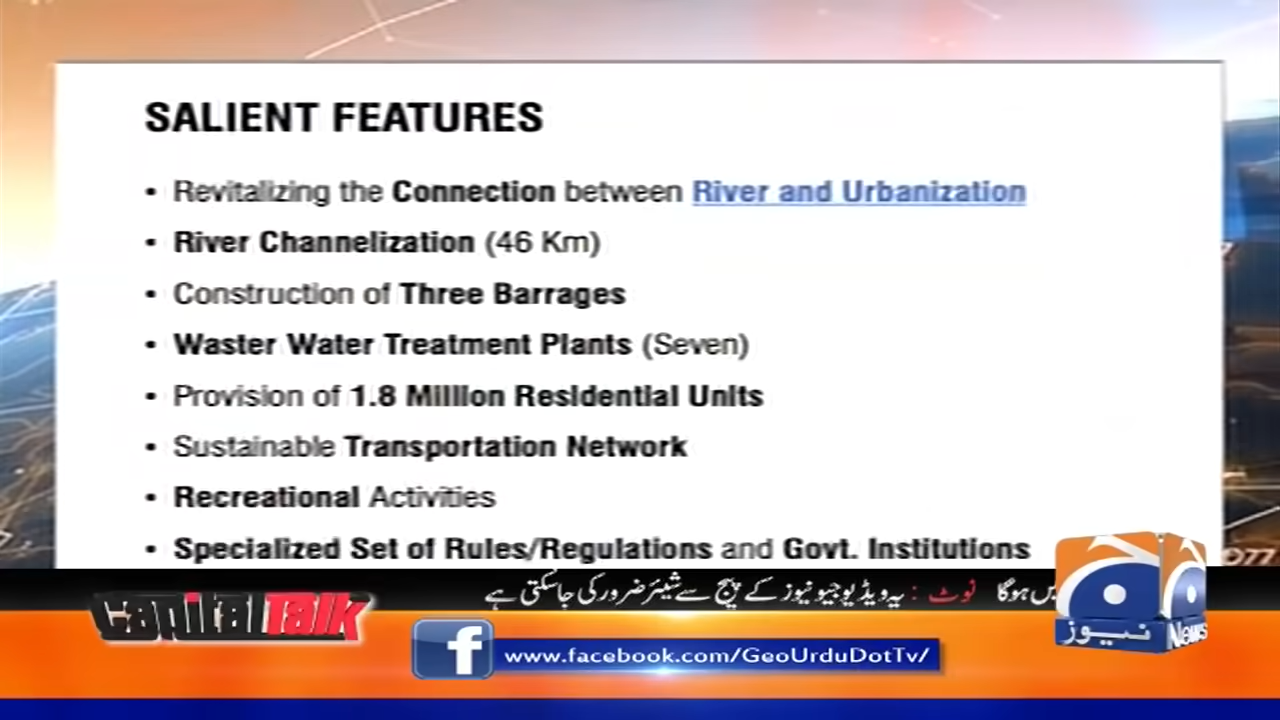 SALIENT FEATURES
• Revitalizing the Connection between River and Urbanization
• River Channelization (46 Km)
• Construction of Three Barrages
• Waster Water Treatment Plants (Seven)
• Provision of 1.8 Million Residential Units
• Sustainable Transportation Network
• Recreational Activities
• Specialized Set of Rules/Regulations and Govt. Institutions
ہوگا نوٹ : یہ ویڈیو جیو نیوز کے پیج سے شیئر ضرور کی جاسکتی ہے
Capital Talk
www.facebook.com/GeoUrduDotTv/
جیو نیوز
News